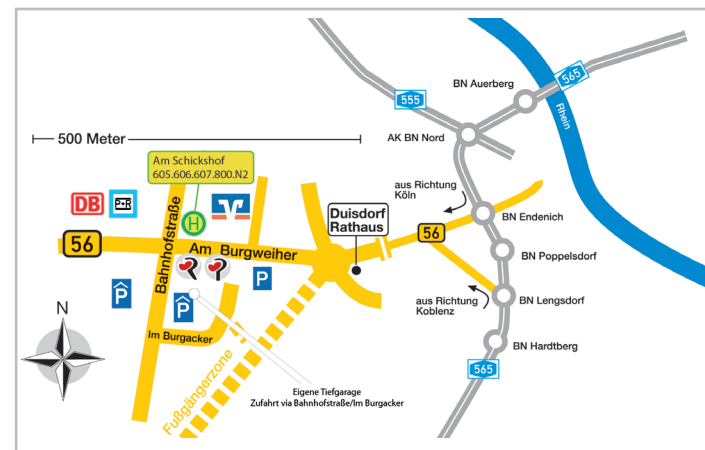 565
BN Auerberg
555
Rhein
AK BN Nord
500 Meter
Am Schickshof
605.606.607.800.N2
aus Richtung
Köln
DB
P+R
Bahnhofstraße
H
Duisdorf
Rathaus
BN Endenich
56
56
Am Burgweiher
BN Poppelsdorf
P
P
P
aus Richtung
Koblenz
BN Lengsdorf
N
Im Burgacker
BN Hardtberg
565
Fußgängerzone
Eigene Tiefgarage
Zufahrt via Bahnhofstraße/Im Burgacker